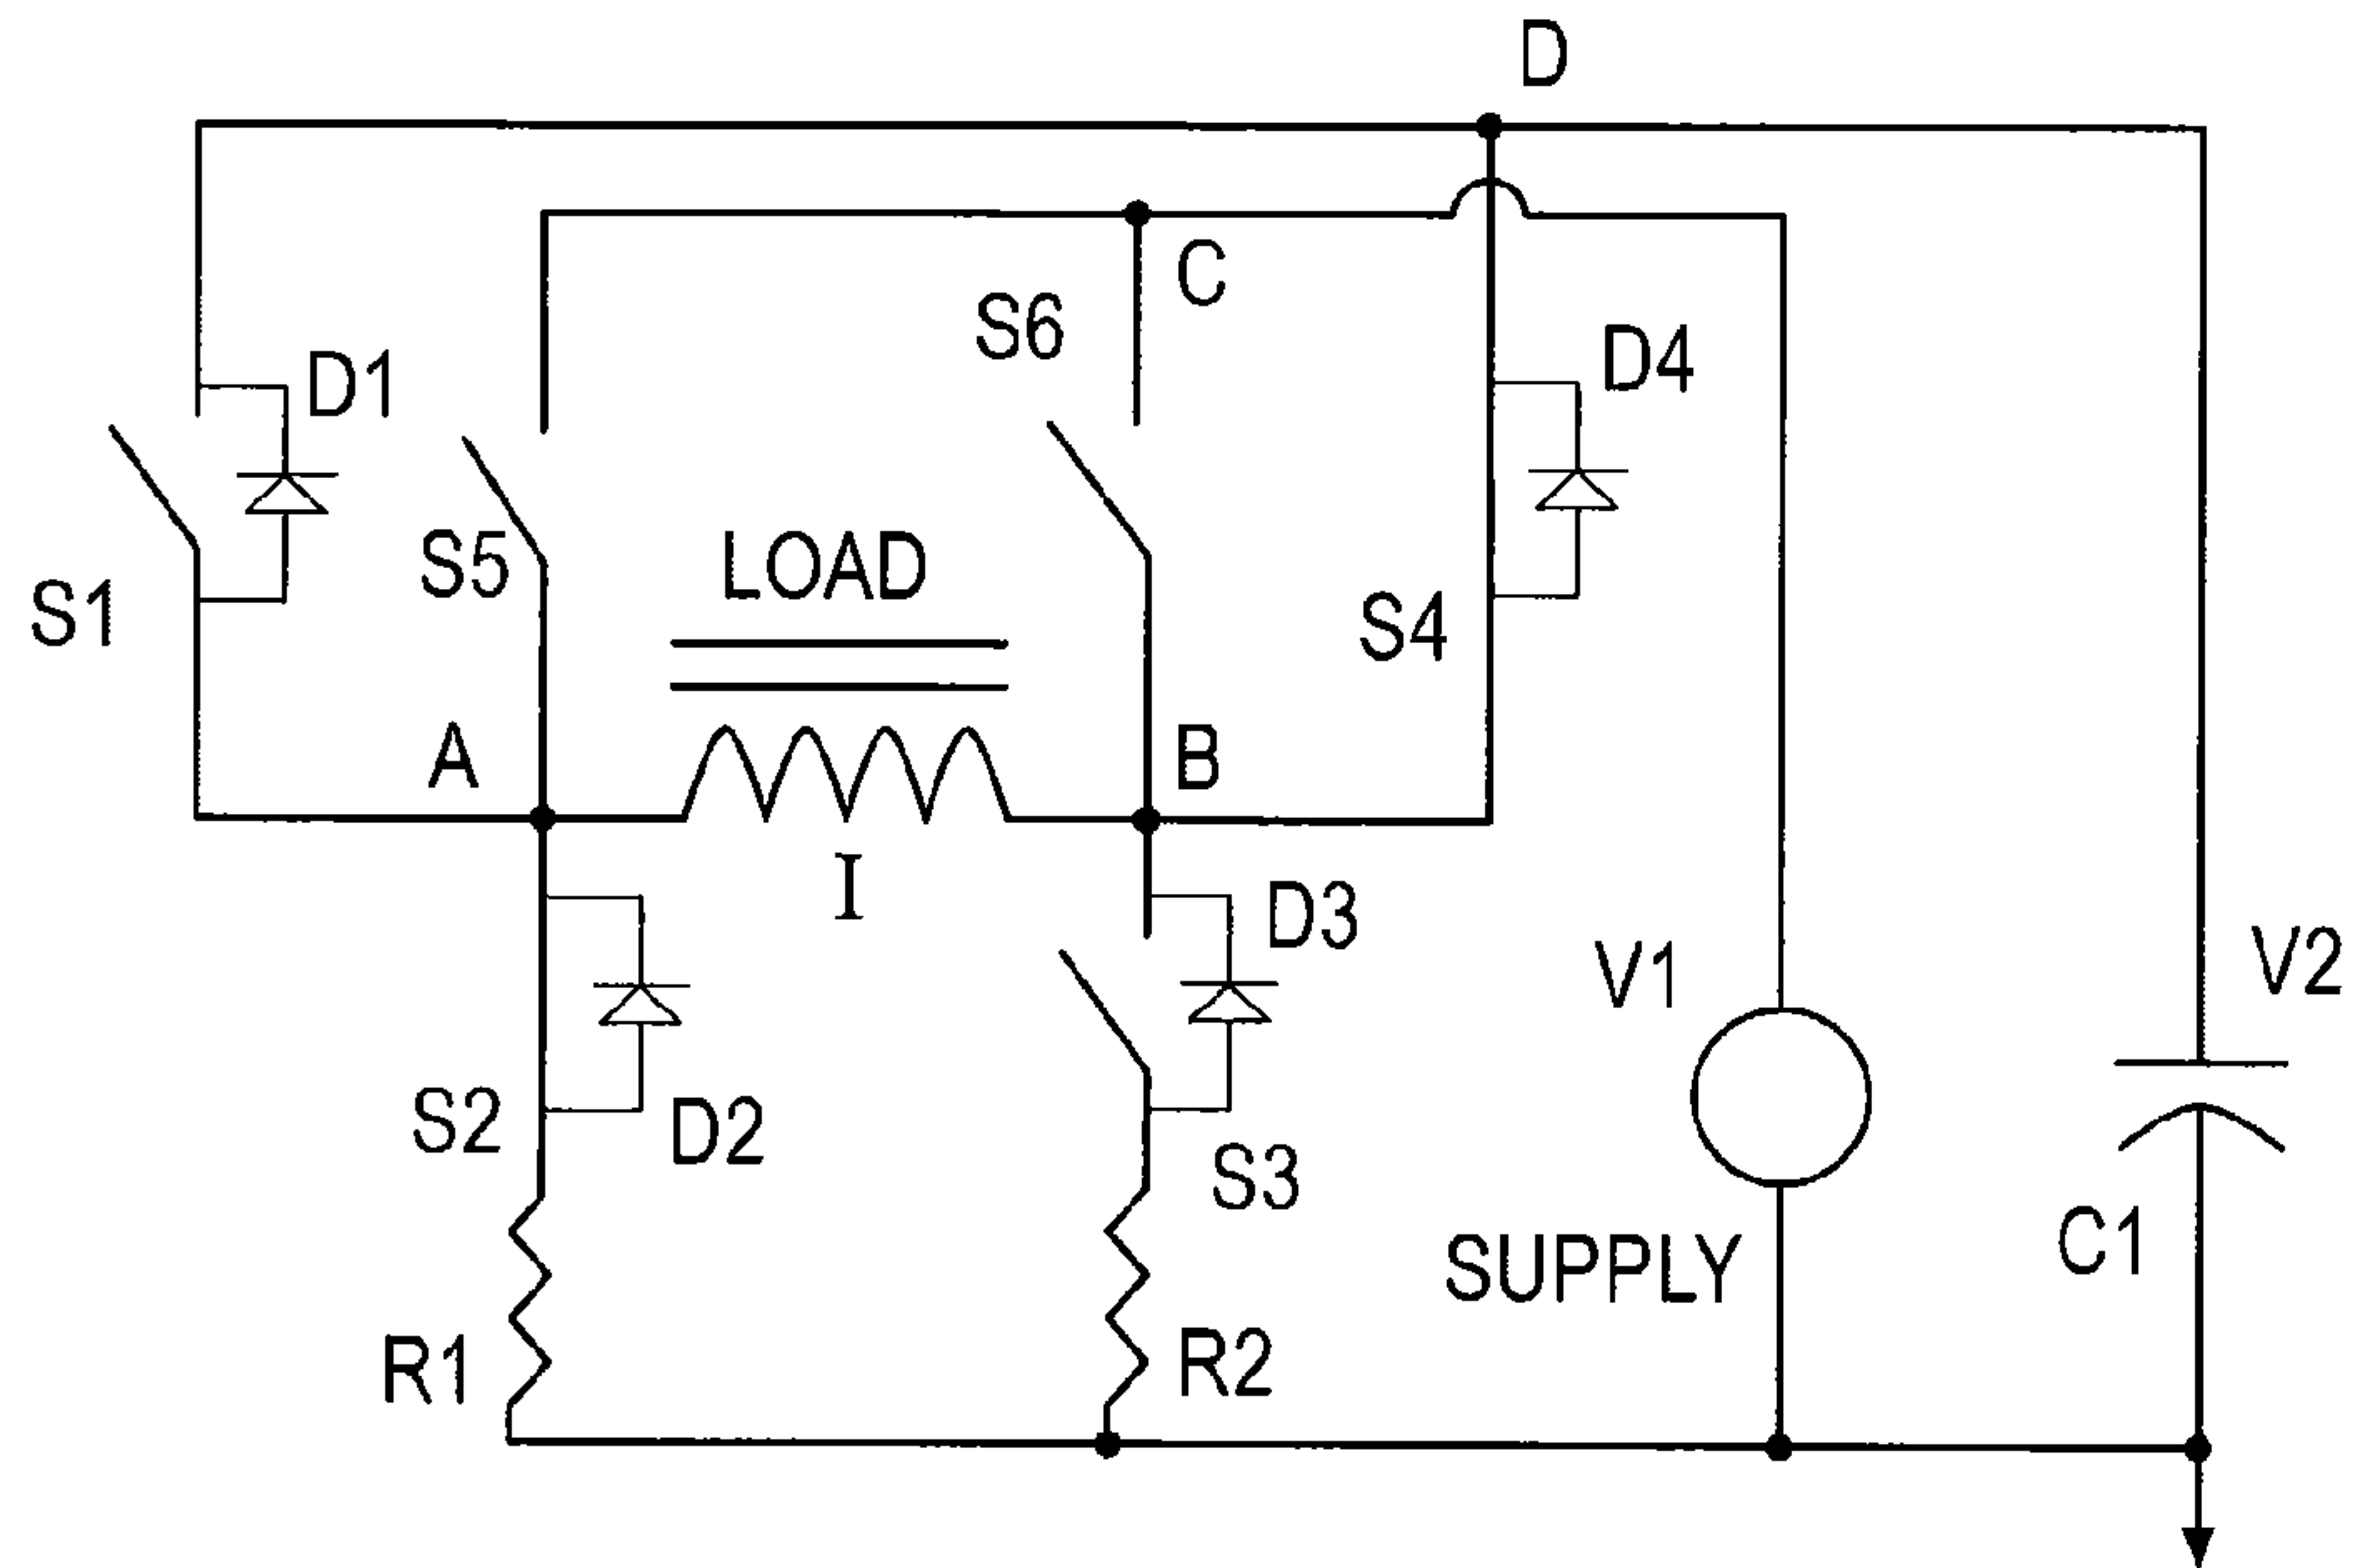 D
C
S6
D1
D4
S5
LOAD
S1
S4
A
B
I
D3
V1
V2
S2
D2
S3
C1
SUPPLY
R1
R2